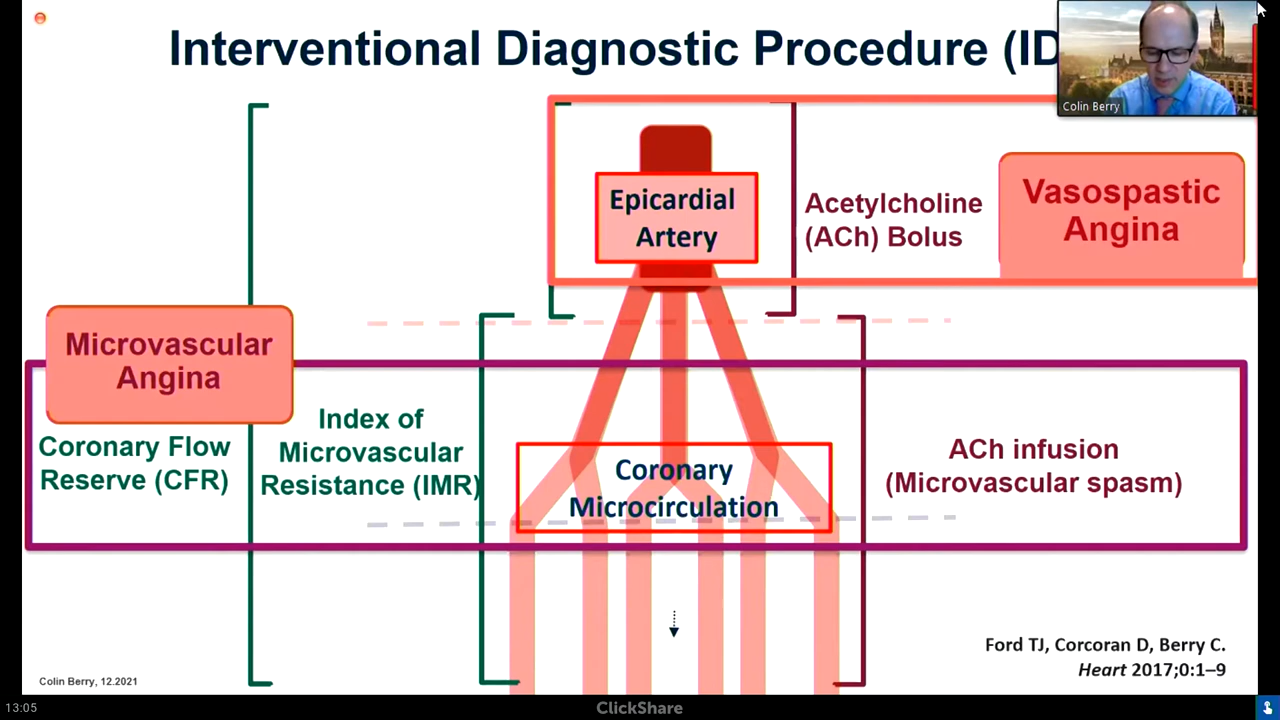 Interventional Diagnostic Procedure (ID
Colin Berry
Epicardial
Artery
Acetylcholine
(ACh) Bolus
Vasospastic
Angina
Microvascular
Angina
Coronary Flow
Reserve (CFR)
Index of
Microvascular
Resistance (IMR)
Coronary
Microcirculation
ACh infusion
(Microvascular spasm)
Ford TJ, Corcoran D, Berry C.
Heart 2017;0:1–9
Colin Berry, 12.2021
13:05
ClickShare